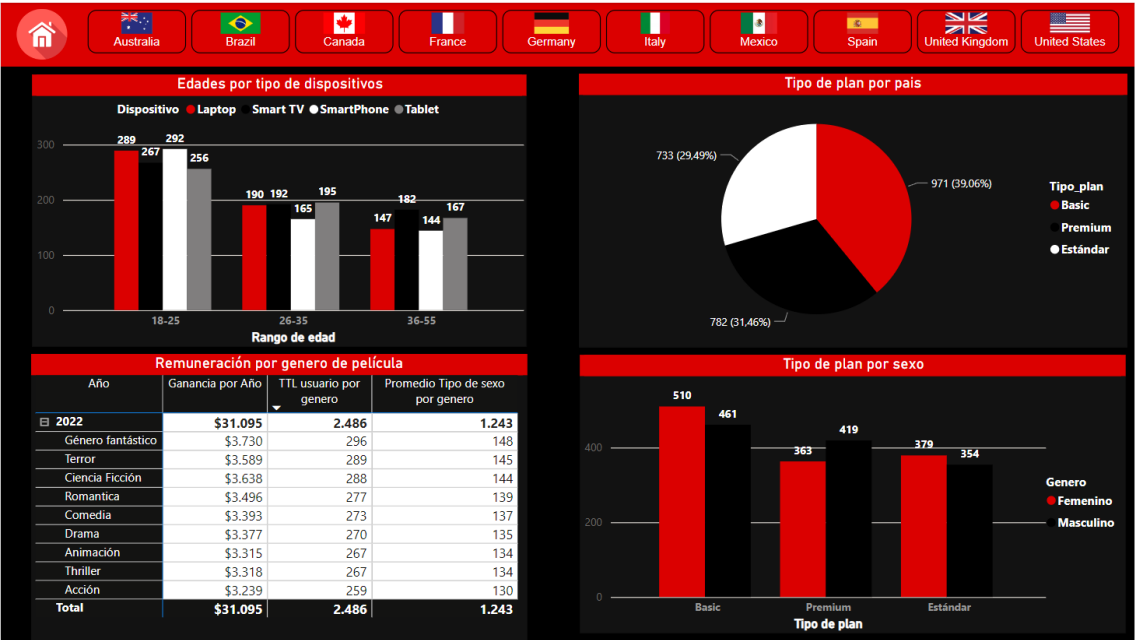 Australia
Brazil
Canada
France
Germany
Italy
Mexico
Spain
United Kingdom
United States
Edades por tipo de dispositivos
Dispositivo Laptop Smart TV SmartPhone Tablet
300
200
100
0
289 267 292 256
190 192 165 195
147 182 144 167
18-25 26-35 36-55
Rango de edad
Tipo de plan por pais
733 (29,49%)
971 (39,06%)
782 (31,46%)
Tipo_plan
Basic
Premium
Estándar
Remuneración por genero de película
Año Ganancia por Año TTL usuario por genero Promedio Tipo de sexo por genero
2022 $31.095 2.486 1.243
Género fantástico $3.730 296 148
Terror $3.589 289 145
Ciencia Ficción $3.638 288 144
Romantica $3.496 277 139
Comedia $3.393 273 137
Drama $3.377 270 135
Animación $3.315 267 134
Thriller $3.318 267 134
Acción $3.239 259 130
Total $31.095 2.486 1.243
Tipo de plan por sexo
400
200
0
510 461
363 419
379 354
Basic Premium Estándar
Tipo de plan
Genero
Femenino
Masculino